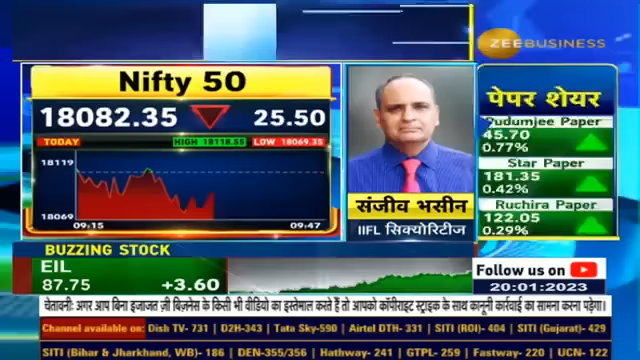 ZEEBUSINESS
Nifty 50
18082.35 25.50
TODAY HIGH 18118.55 LOW 18069.35
18119
18069
09:15 09:47
संजीव भसीन
IIFL सिक्योरिटीज
पेपर शेयर
Pudumjee Paper
45.70
0.77%
Star Paper
181.35
0.42%
Ruchira Paper
122.05
0.29%
BUZZING STOCK
EIL
87.75 +3.60
Follow us on
20:01:2023
चेतावनी: अगर आप बिना इजाजत ज़ी बिज़नेस के किसी भी वीडियो का इस्तेमाल करते हैं तो आपको कॉपीराइट स्ट्राइक के साथ कानूनी कार्रवाई का सामना करना पड़ेगा.
Channel available on: Dish TV- 731 | D2H-343 | Tata Sky-590 | Airtel DTH- 331 | SITI (ROI)- 404 | SITI (Gujarat)- 429
SITI (Bihar & Jharkhand, WB)- 186 | DEN-355/356 | Hathway- 241 | GTPL- 259 | Fastway- 220 | UCN- 122